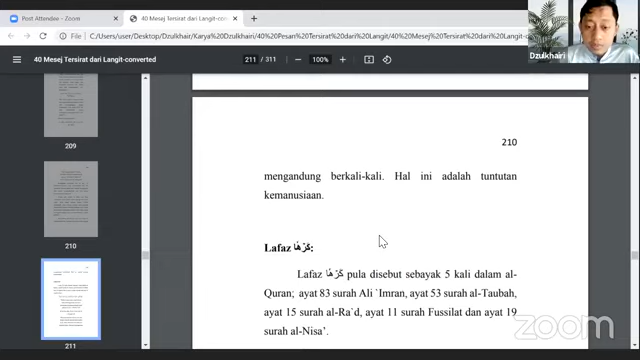 Post Attendee - Zoom
40 Mesej Tersirat dari Langit-con
File
C:/Users/user/Desktop/Dzulkhair/Karya%20Dzulkhairi/40%20Pesan%20Tersirat%20dari%20Langit/40%20Mesej%20Tersirat%20dari%20Langit-conv
40 Mesej Tersirat dari Langit-converted
211 / 311
100%
Dzulkhairi
209
210
211
210
mengandung berkali-kali. Hal ini adalah tuntutan
kemanusiaan.
Lafaz كَرْهًا:
Lafaz كَرْهًا pula disebut sebayak 5 kali dalam al-
Quran; ayat 83 surah Ali `Imran, ayat 53 surah al-Taubah,
ayat 15 surah al-Ra`d, ayat 11 surah Fussilat dan ayat 19
surah al-Nisa’.
zoom